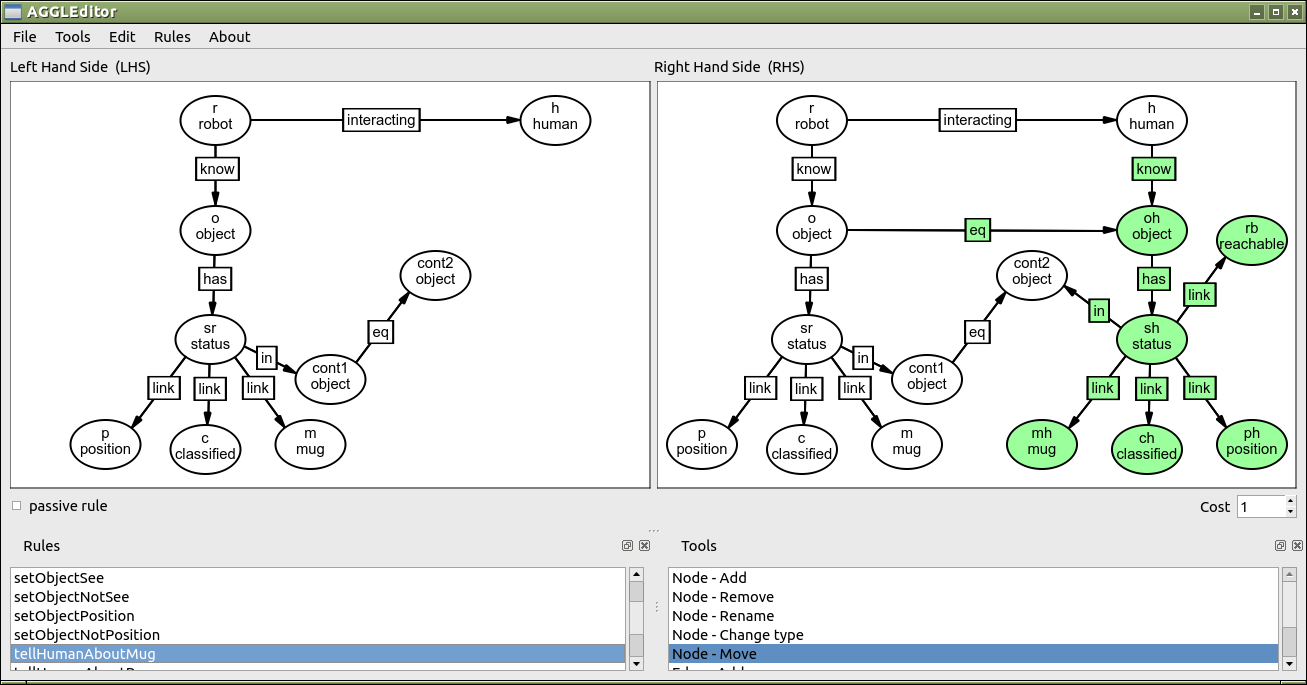 AGGLEditor
File Tools Edit Rules About
Left Hand Side (LHS)
r
robot
interacting
h
human
know
o
object
has
cont2
object
sr
status
in
eq
cont1
object
link
link
link
p
position
c
classified
m
mug
Right Hand Side (RHS)
r
robot
interacting
h
human
know
know
o
object
eq
oh
object
rb
reachable
has
cont2
object
has
link
in
sr
status
in
eq
sh
status
cont1
object
link
link
link
link
link
link
p
position
c
classified
m
mug
mh
mug
ch
classified
ph
position
passive rule
Cost 1
Rules
setObjectSee
setObjectNotSee
setObjectPosition
setObjectNotPosition
tellHumanAboutMug
Tools
Node - Add
Node - Remove
Node - Rename
Node - Change type
Node - Move